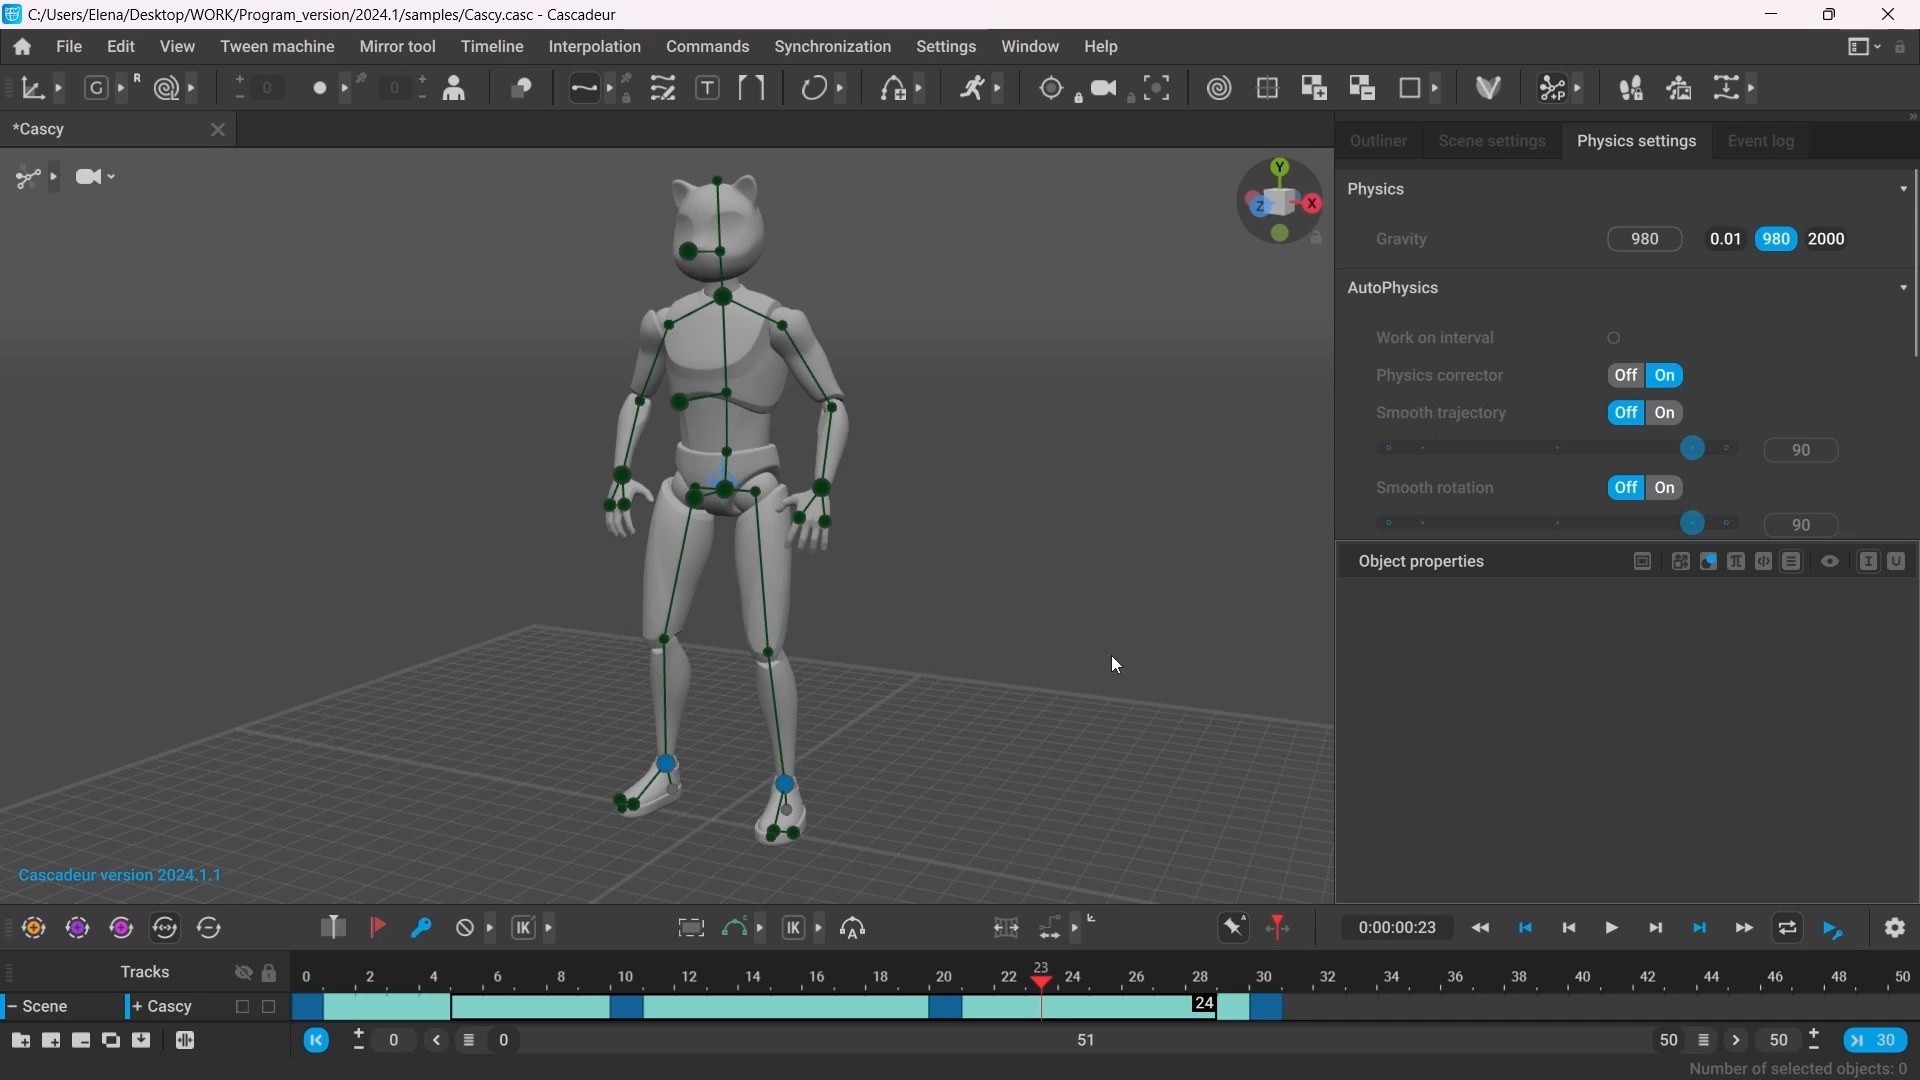 C:/Users/Elena/Desktop/WORK/Program_version/2024.1/samples/Cascy.casc - Cascadeur
File Edit View Tween machine Mirror tool Timeline Interpolation Commands Synchronization Settings Window Help
G R 0 0 T +P
*Cascy
Outliner Scene settings Physics settings Event log
Y
Z X
Physics
Gravity 980 0.01 980 2000
AutoPhysics
Work on interval
Physics corrector Off On
Smooth trajectory Off On
90
Smooth rotation Off On
90
Object properties π I U
Cascadeur version 2024.1.1
IK C IK A A 0:00:00:23
Tracks 0 2 4 6 8 10 12 14 16 18 20 22 23 24 26 28 30 32 34 36 38 40 42 44 46 48 50
- Scene + Cascy 24
0 0 51 50 50 30
Number of selected objects: 0